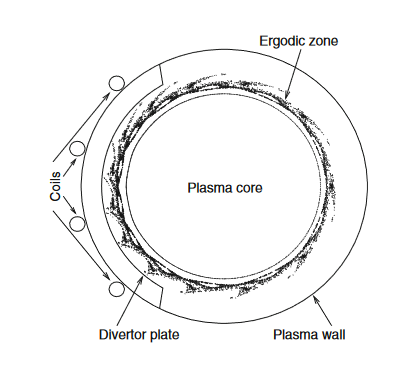 Ergodic zone
Plasma core
Coils
Divertor plate
Plasma wall